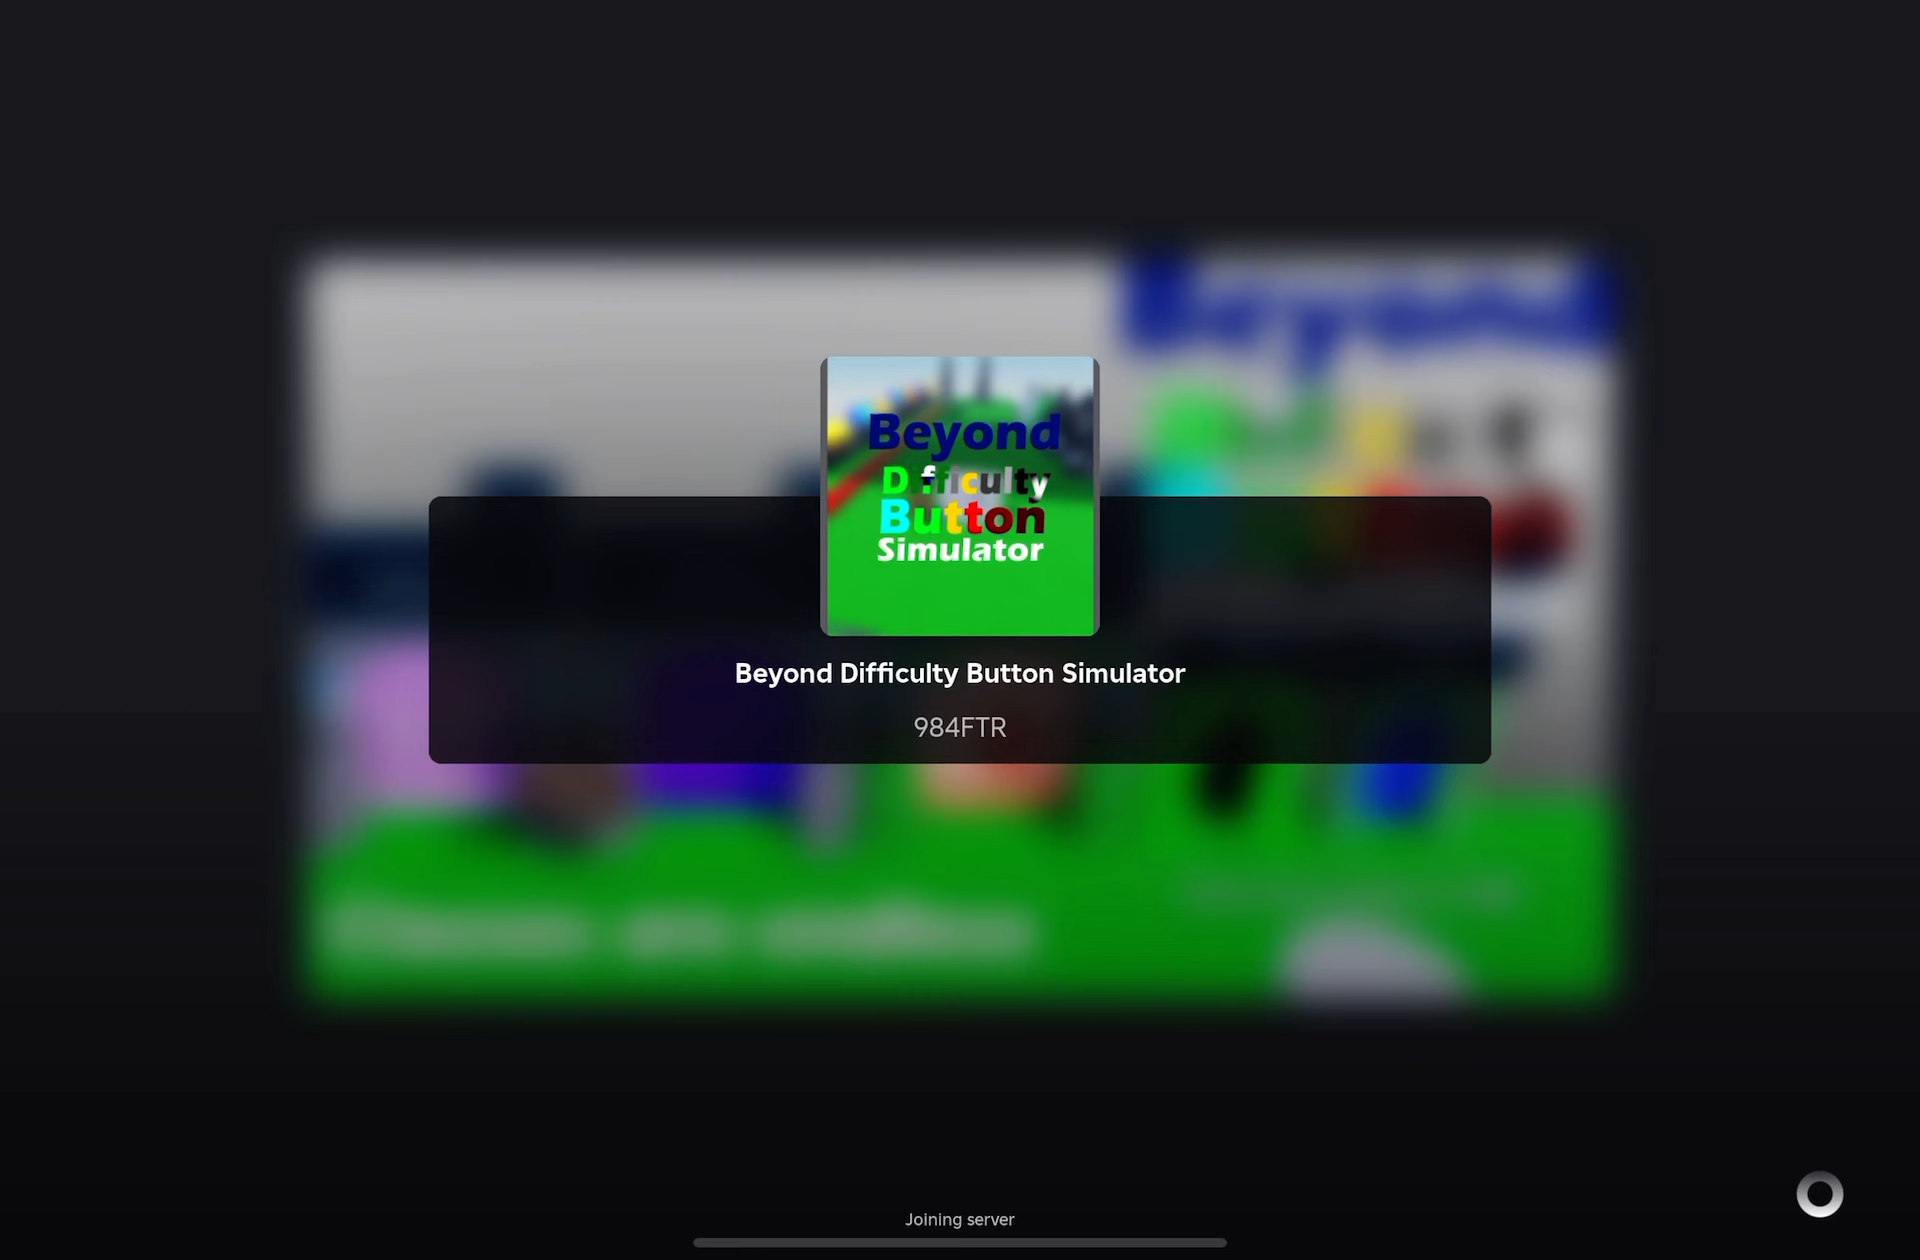 Beyond
Difficulty
Button
Simulator
Beyond Difficulty Button Simulator
984FTR
Joining server